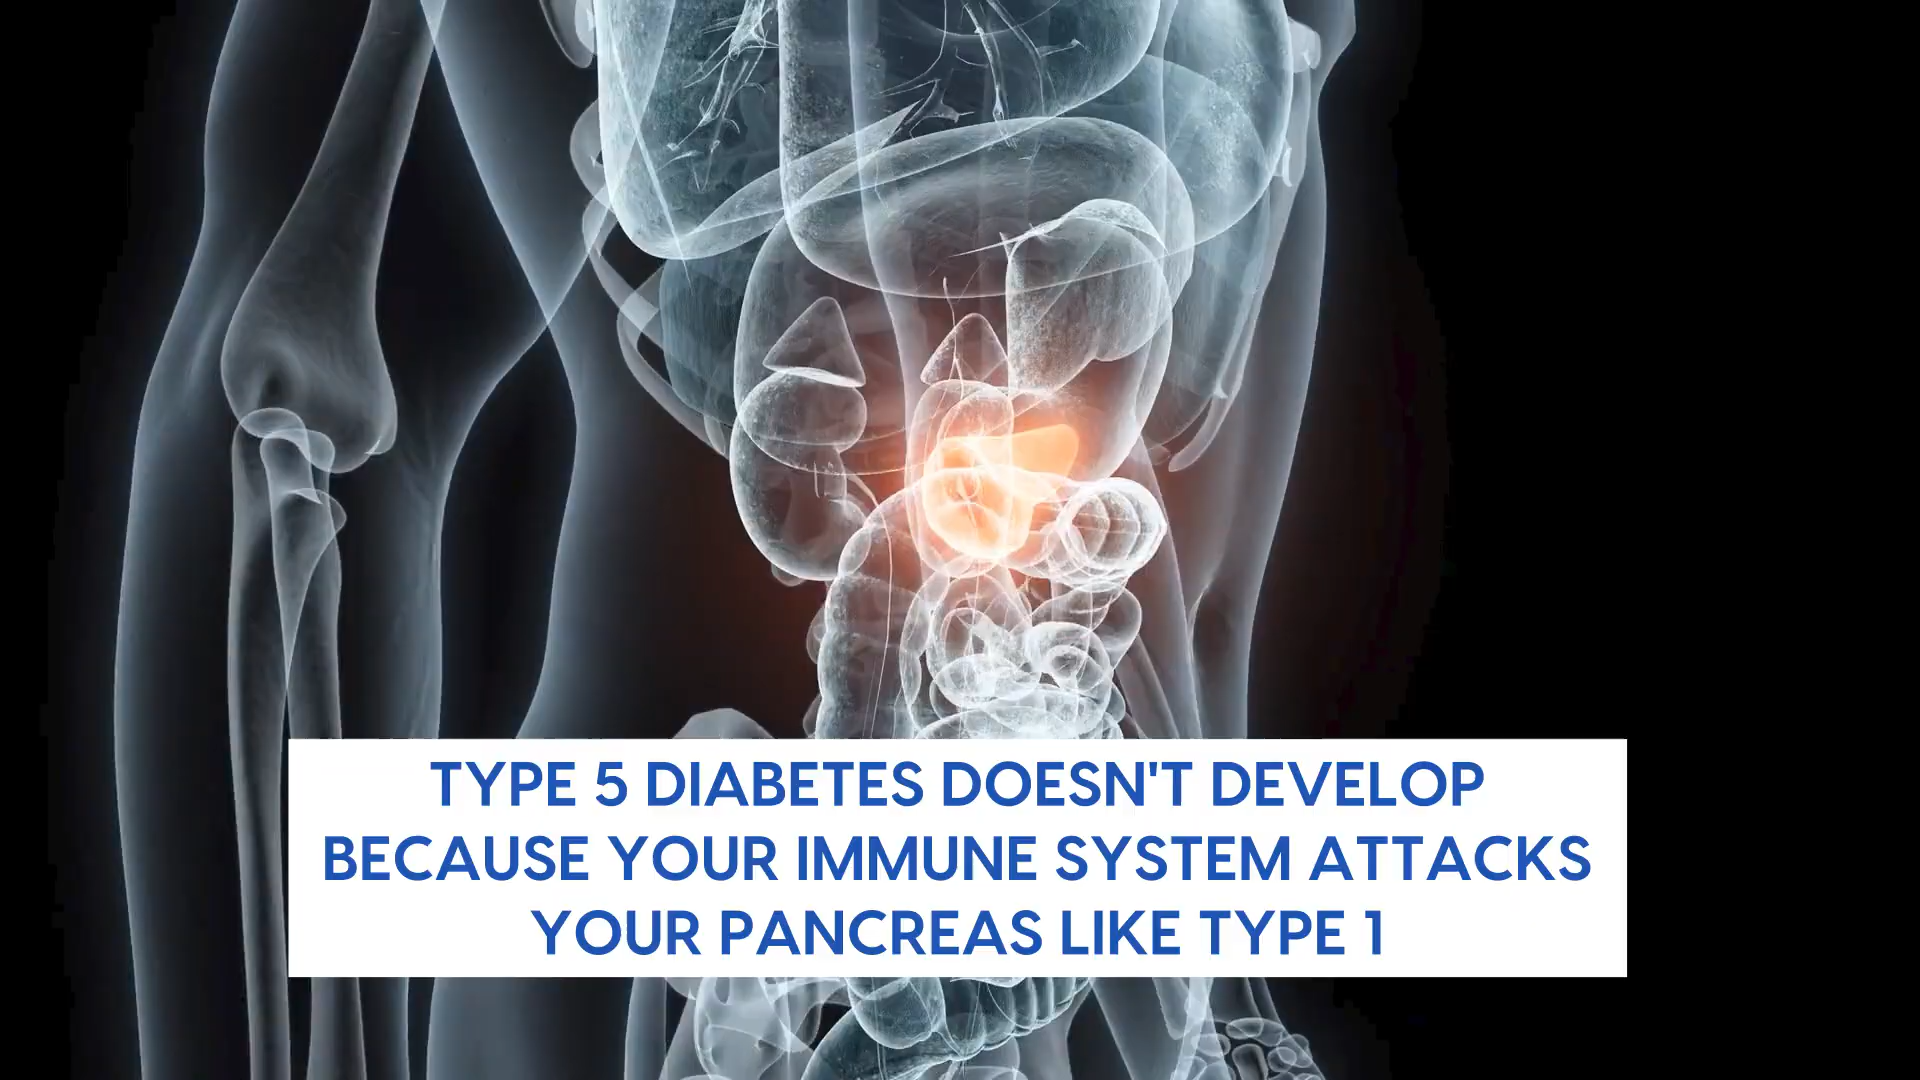 TYPE 5 DIABETES DOESN'T DEVELOP
BECAUSE YOUR IMMUNE SYSTEM ATTACKS
YOUR PANCREAS LIKE TYPE 1